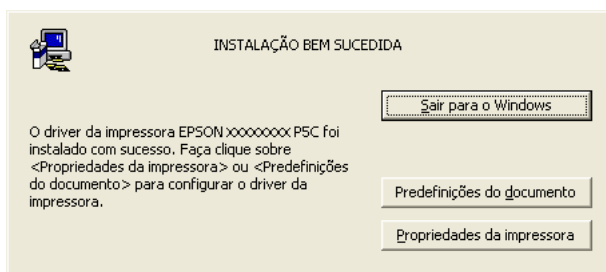 INSTALAÇÃO BEM SUCEDIDA
Sair para o Windows
O driver da impressora EPSON XXXXXXXX P5C foi
instalado com sucesso. Faça clique sobre
<Propriedades da impressora> ou <Predefinições
do documento> para configurar o driver da
impressora.
Predefinições do documento
Propriedades da impressora